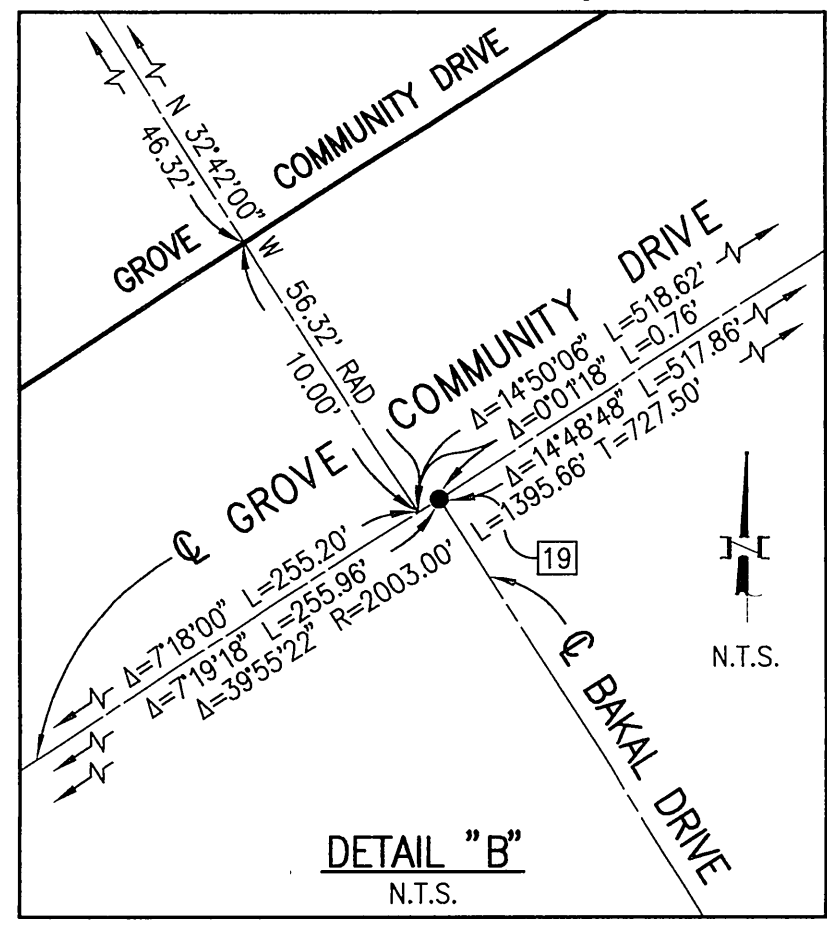 N 32°42'00" W 56.32' RAD
46.32'
10.00'
GROVE COMMUNITY DRIVE
℄ GROVE COMMUNITY DRIVE
Δ=14°50'06" L=518.62'
Δ=0°01'18" L=0.76'
Δ=14°48'48" L=517.86'
Δ=7°18'00" L=255.20'
Δ=7°19'18" L=255.96'
Δ=39°55'22" R=2003.00' L=1395.66' T=727.50'
19
N
N.T.S.
℄ BAKAL DRIVE
DETAIL "B"
N.T.S.